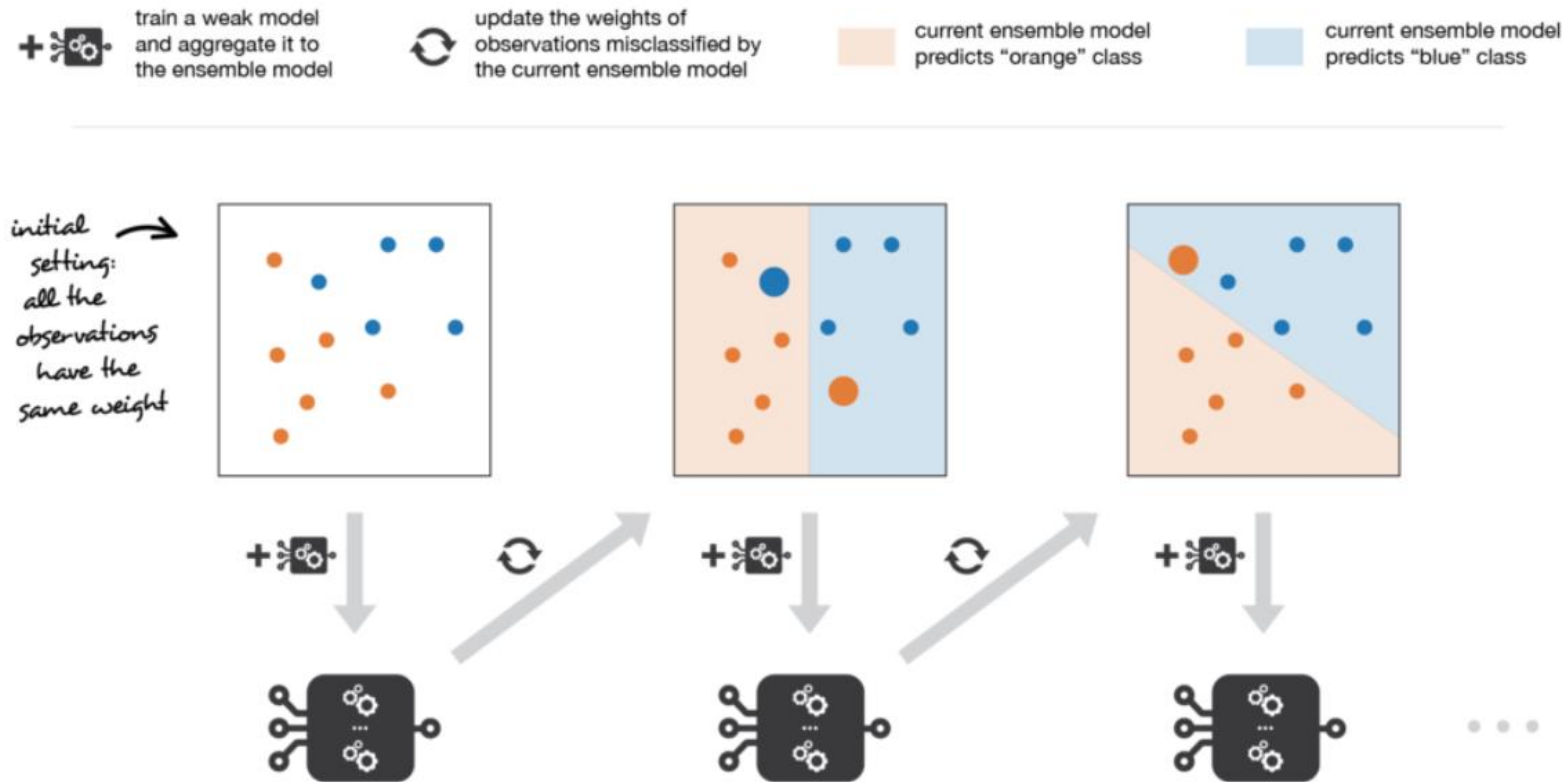 train a weak model
and aggregate it to
the ensemble model
update the weights of
observations misclassified by
the current ensemble model
current ensemble model
predicts “orange” class
current ensemble model
predicts “blue” class
initial
setting:
all the
observations
have the
same weight